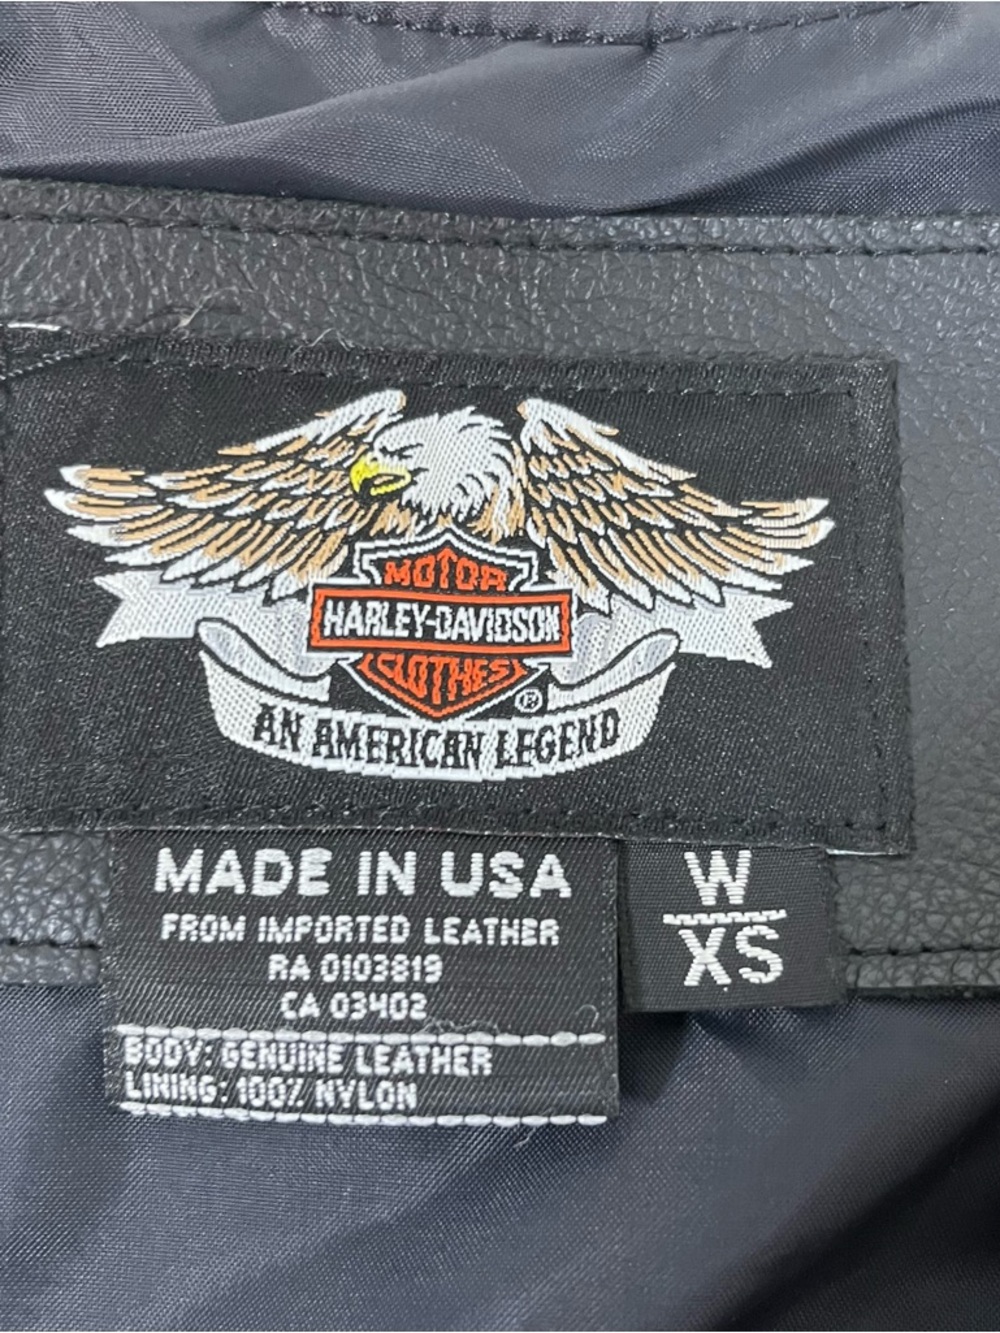 MOTOR
HARLEY-DAVIDSON
CLOTHES
®
AN AMERICAN LEGEND
MADE IN USA
FROM IMPORTED LEATHER
RA 0103819
CA 03402
BODY: GENUINE LEATHER
LINING: 100% NYLON
W
XS